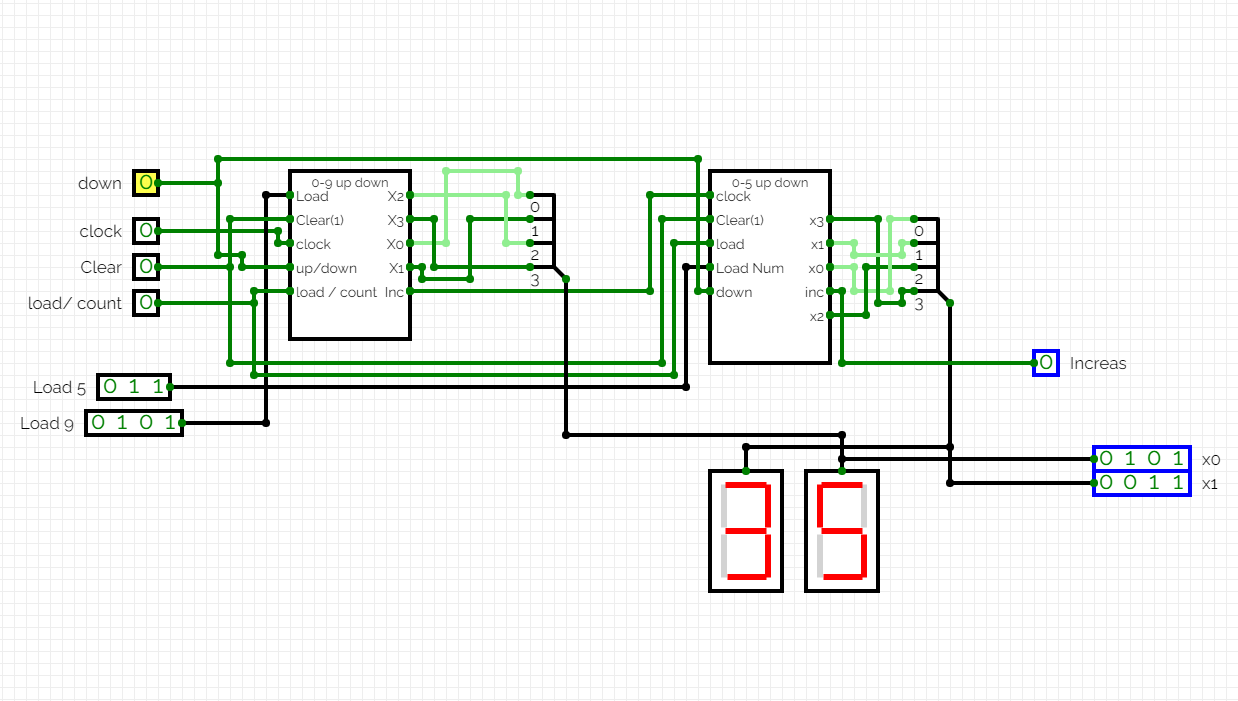 down 0
clock 0
Clear 0
load/ count 0
Load 5 0 1 1
Load 9 0 1 0 1
0-9 up down
Load X2
Clear(1) X3
clock X0
up/down X1
load / count Inc
0
1
2
3
0-5 up down
clock
Clear(1) x3
load x1
Load Num x0
down inc
x2
0
1
2
3
0 Increas
0 1 0 1 x0
0 0 1 1 x1
3 5